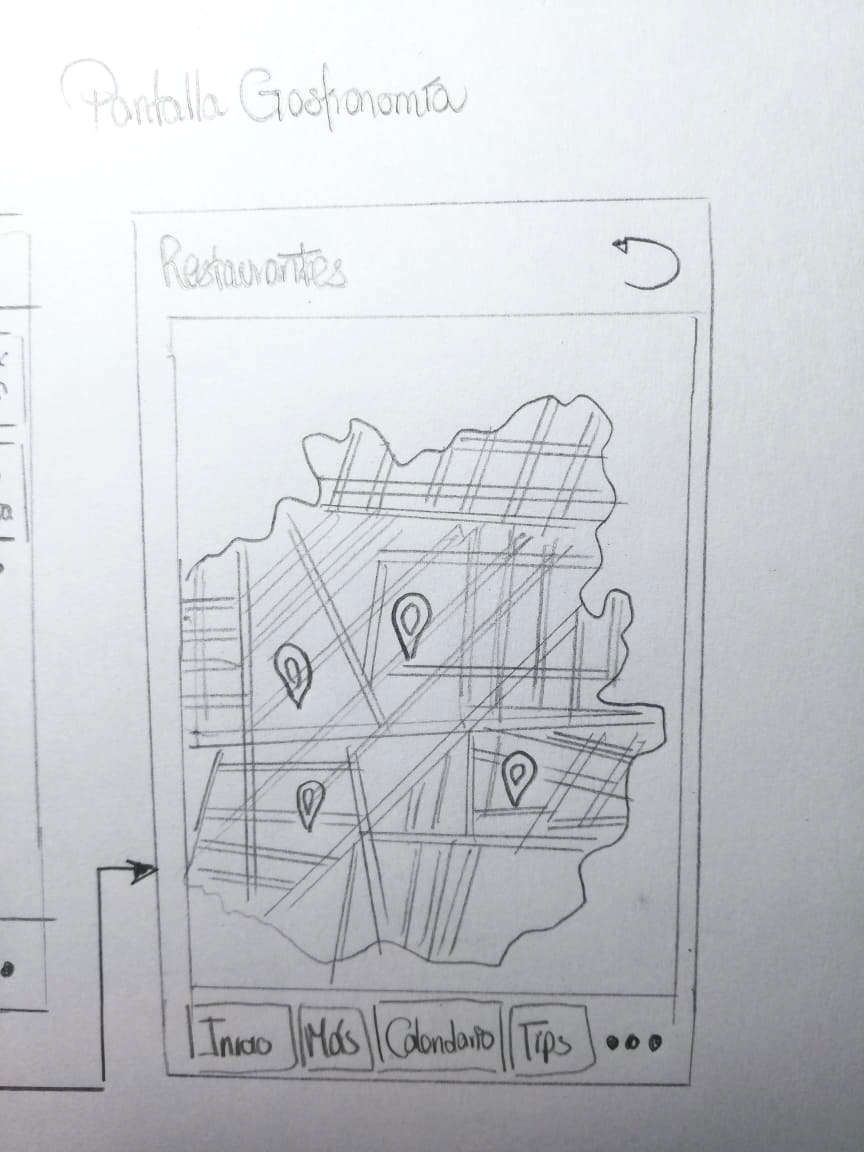 Pantalla Gastronomía
Restaurantes
Inicio Más Calendario Tips